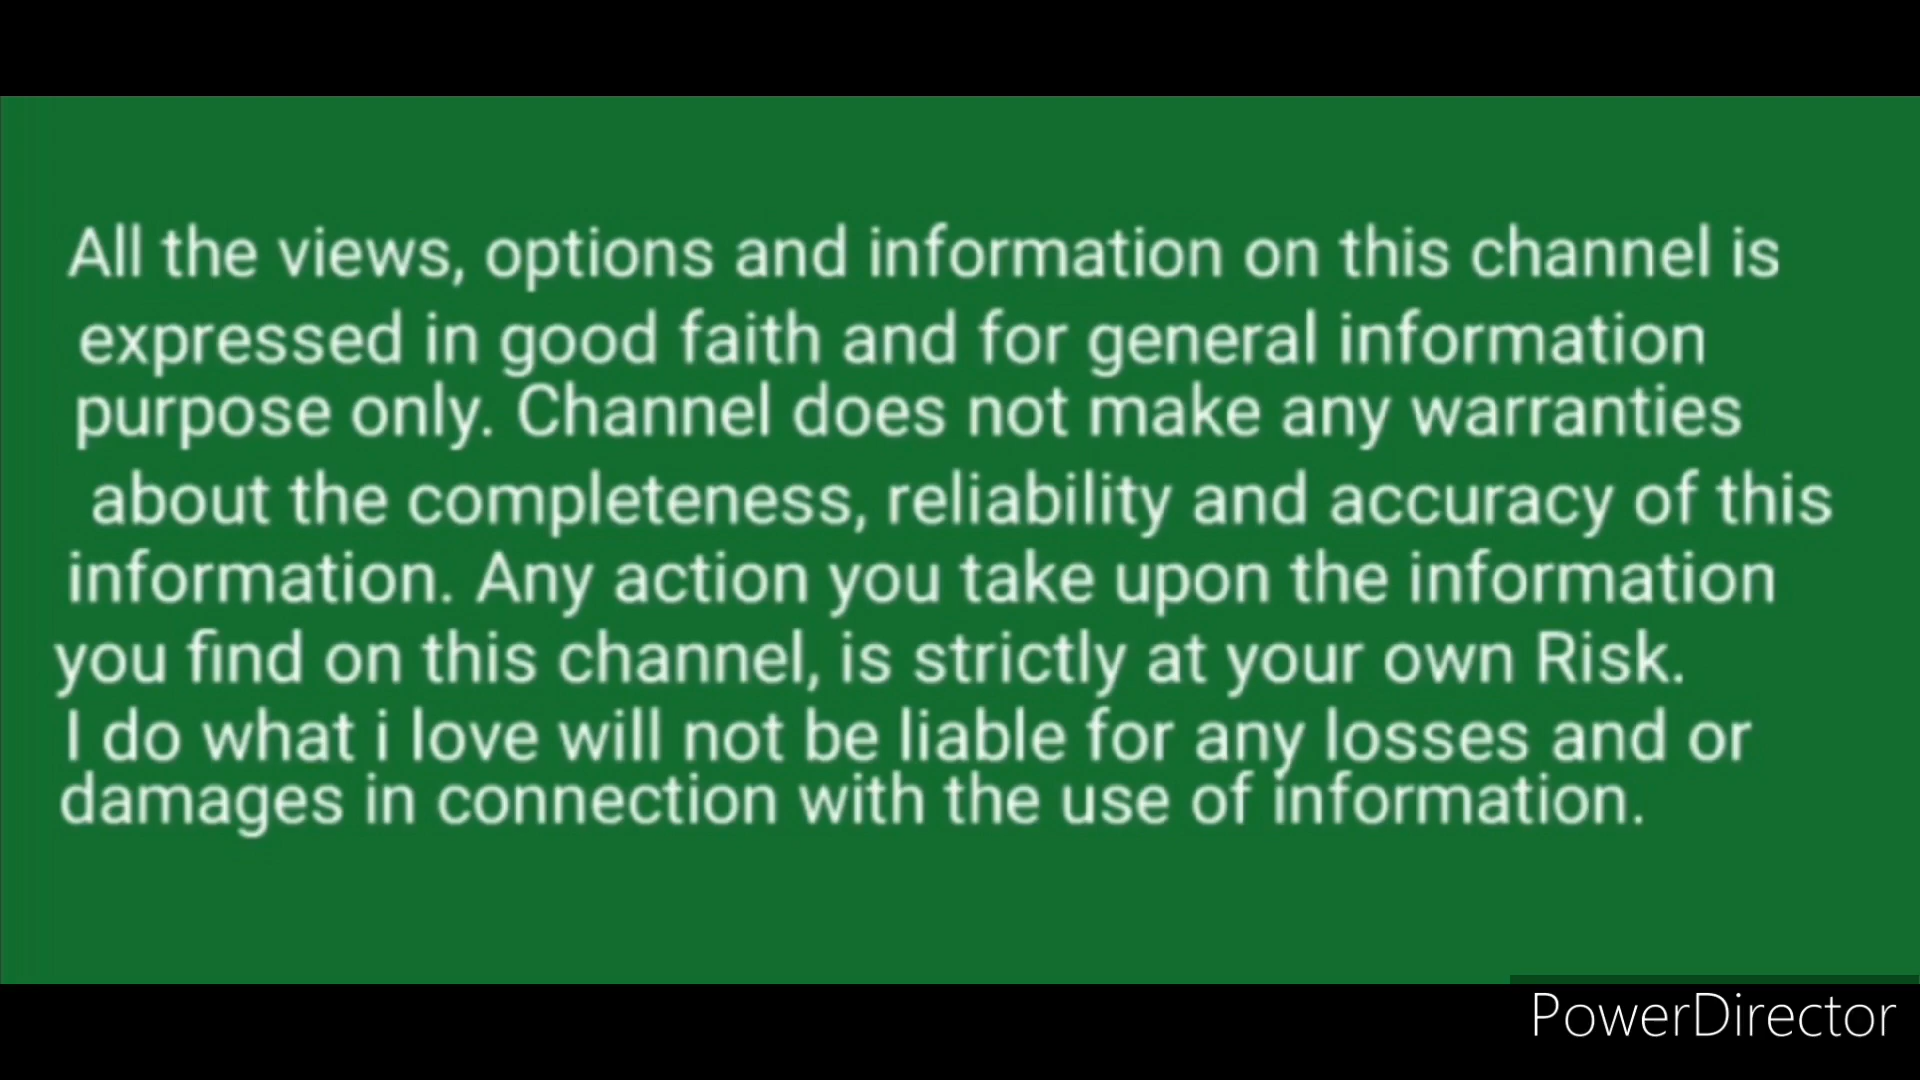 All the views, options and information on this channel is
expressed in good faith and for general information
purpose only. Channel does not make any warranties
about the completeness, reliability and accuracy of this
information. Any action you take upon the information
you find on this channel, is strictly at your own Risk.
I do what i love will not be liable for any losses and or
damages in connection with the use of information.
PowerDirector